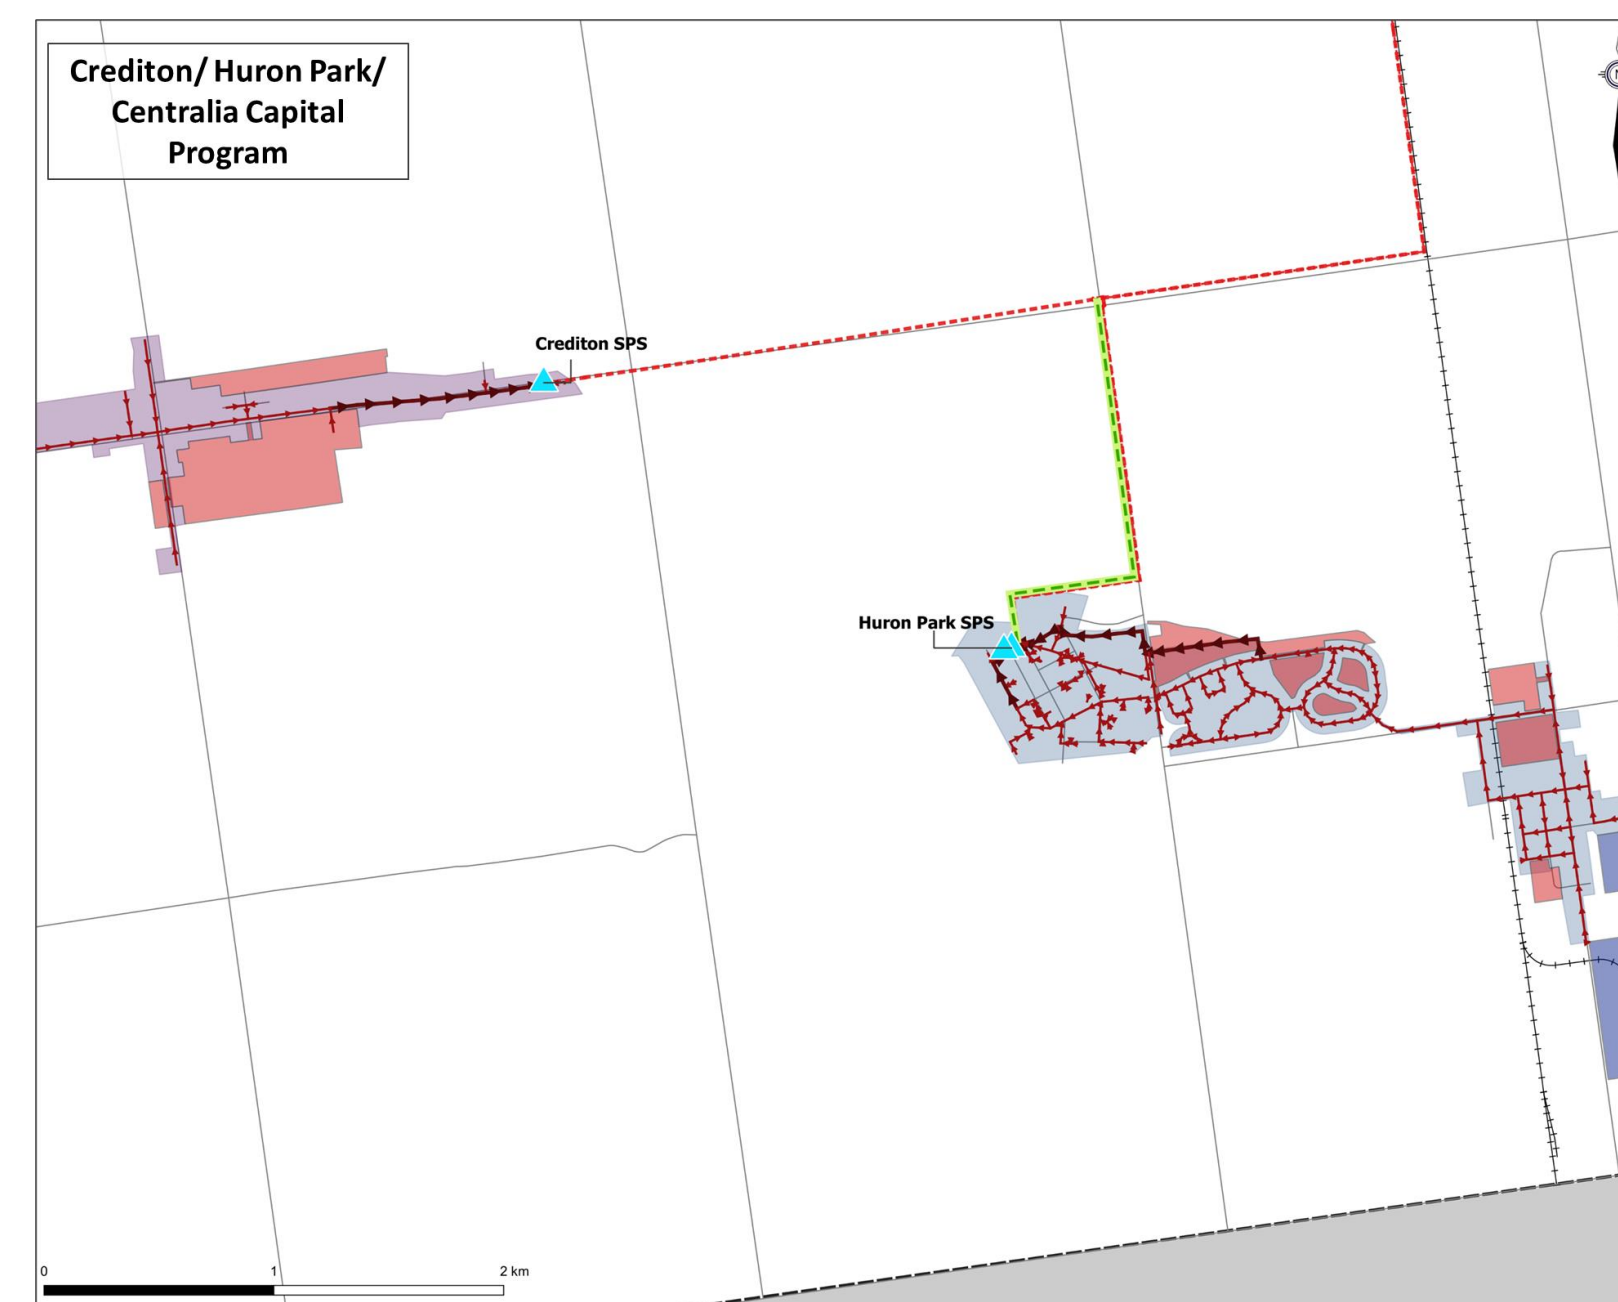 Crediton/ Huron Park/
Centralia Capital
Program
Crediton SPS
Huron Park SPS
0 1 2 km